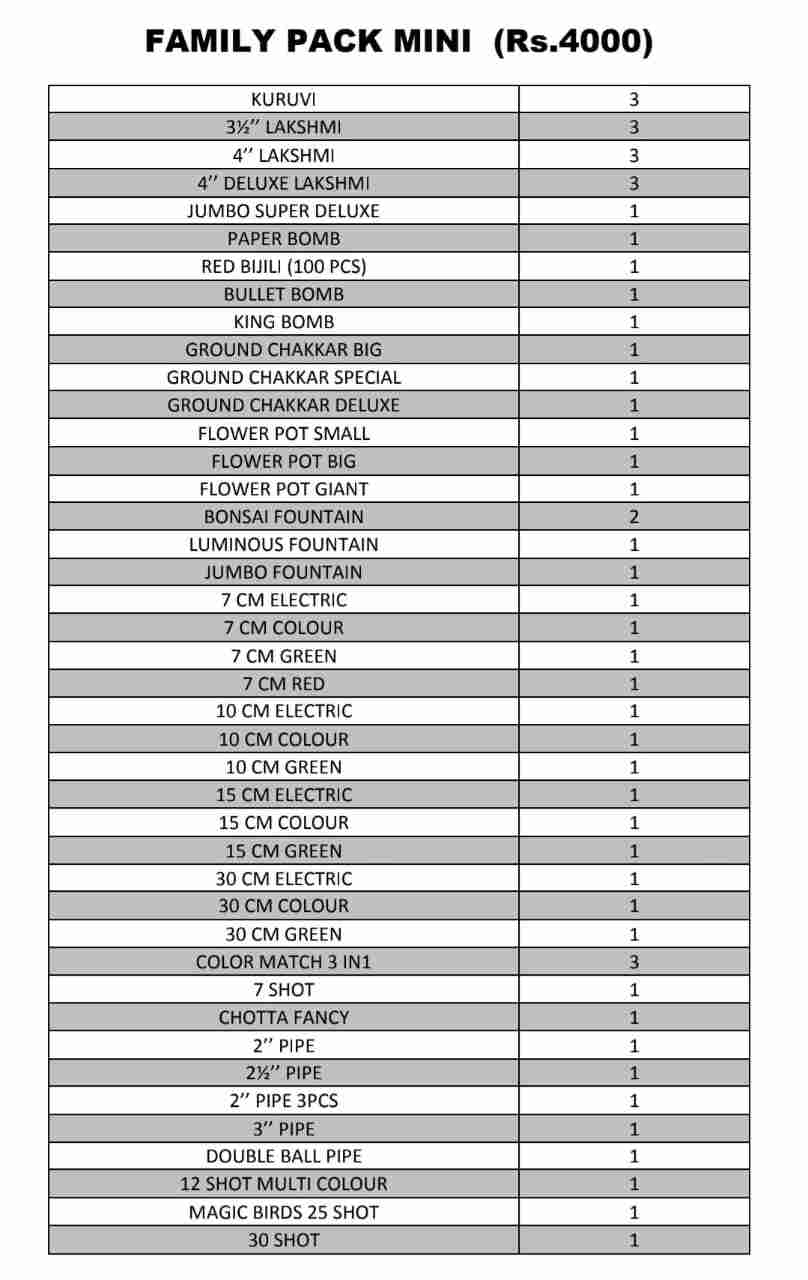 FAMILY PACK MINI (Rs.4000)
KURUVI 3
3½’’ LAKSHMI 3
4’’ LAKSHMI 3
4’’ DELUXE LAKSHMI 3
JUMBO SUPER DELUXE 1
PAPER BOMB 1
RED BIJILI (100 PCS) 1
BULLET BOMB 1
KING BOMB 1
GROUND CHAKKAR BIG 1
GROUND CHAKKAR SPECIAL 1
GROUND CHAKKAR DELUXE 1
FLOWER POT SMALL 1
FLOWER POT BIG 1
FLOWER POT GIANT 1
BONSAI FOUNTAIN 2
LUMINOUS FOUNTAIN 1
JUMBO FOUNTAIN 1
7 CM ELECTRIC 1
7 CM COLOUR 1
7 CM GREEN 1
7 CM RED 1
10 CM ELECTRIC 1
10 CM COLOUR 1
10 CM GREEN 1
15 CM ELECTRIC 1
15 CM COLOUR 1
15 CM GREEN 1
30 CM ELECTRIC 1
30 CM COLOUR 1
30 CM GREEN 1
COLOR MATCH 3 IN1 3
7 SHOT 1
CHOTTA FANCY 1
2’’ PIPE 1
2½’’ PIPE 1
2’’ PIPE 3PCS 1
3’’ PIPE 1
DOUBLE BALL PIPE 1
12 SHOT MULTI COLOUR 1
MAGIC BIRDS 25 SHOT 1
30 SHOT 1